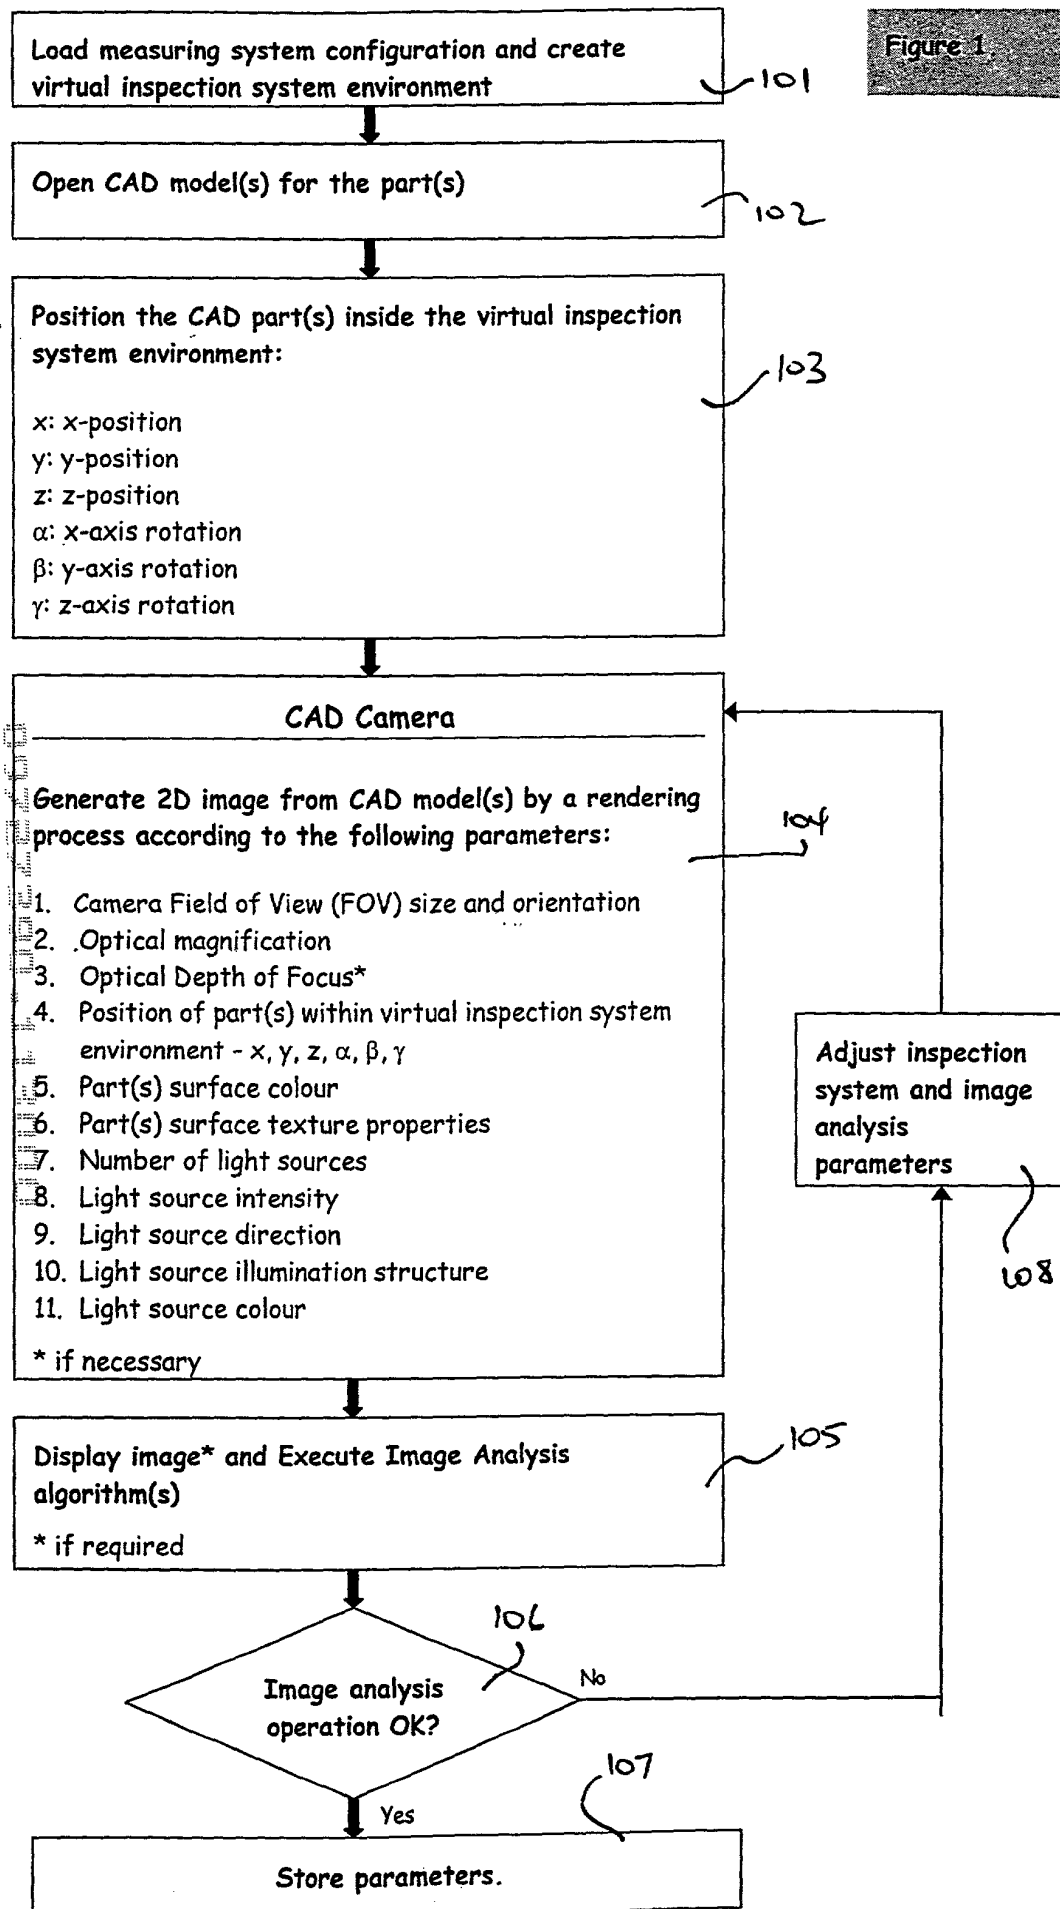 Figure 1
Load measuring system configuration and create
virtual inspection system environment
101
Open CAD model(s) for the part(s)
102
Position the CAD part(s) inside the virtual inspection
system environment:
x: x-position
y: y-position
z: z-position
α: x-axis rotation
β: y-axis rotation
γ: z-axis rotation
103
CAD Camera
Generate 2D image from CAD model(s) by a rendering
process according to the following parameters:
1. Camera Field of View (FOV) size and orientation
2. Optical magnification
3. Optical Depth of Focus*
4. Position of part(s) within virtual inspection system
environment - x, y, z, α, β, γ
5. Part(s) surface colour
6. Part(s) surface texture properties
7. Number of light sources
8. Light source intensity
9. Light source direction
10. Light source illumination structure
11. Light source colour
* if necessary
104
Adjust inspection
system and image
analysis
parameters
108
Display image* and Execute Image Analysis
algorithm(s)
* if required
105
Image analysis
operation OK?
106
No
Yes
107
Store parameters.